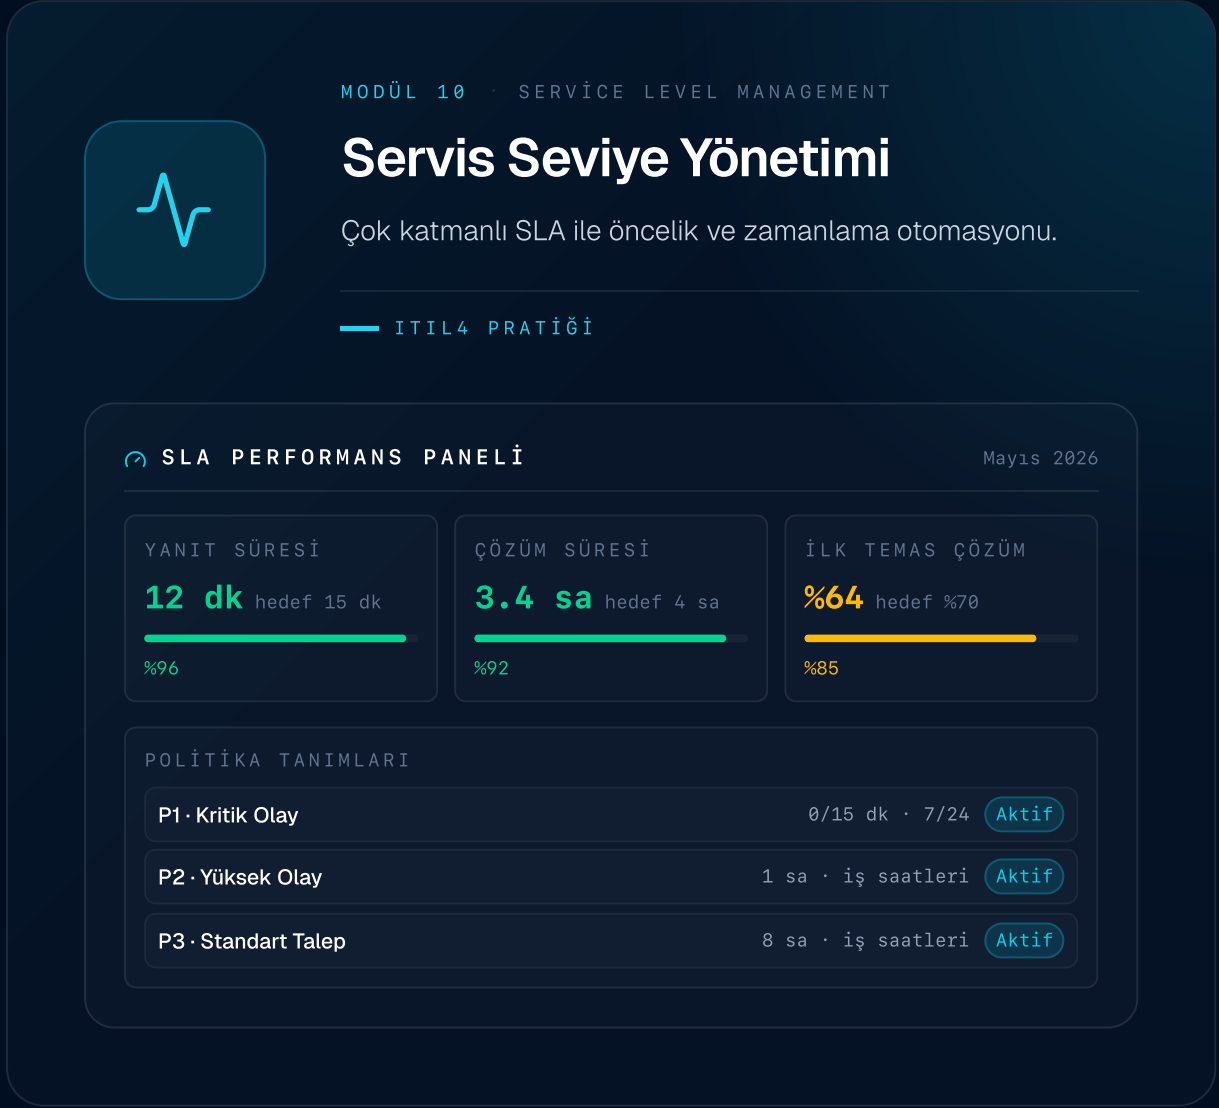 MODÜL 10 · SERVİCE LEVEL MANAGEMENT
Servis Seviye Yönetimi
Çok katmanlı SLA ile öncelik ve zamanlama otomasyonu.
ITIL4 PRATİĞİ
SLA PERFORMANS PANELİ
Mayıs 2026
YANIT SÜRESİ
12 dk hedef 15 dk
%96
ÇÖZÜM SÜRESİ
3.4 sa hedef 4 sa
%92
İLK TEMAS ÇÖZÜM
%64 hedef %70
%85
POLİTİKA TANIMLARI
P1 · Kritik Olay 0/15 dk · 7/24 Aktif
P2 · Yüksek Olay 1 sa · iş saatleri Aktif
P3 · Standart Talep 8 sa · iş saatleri Aktif